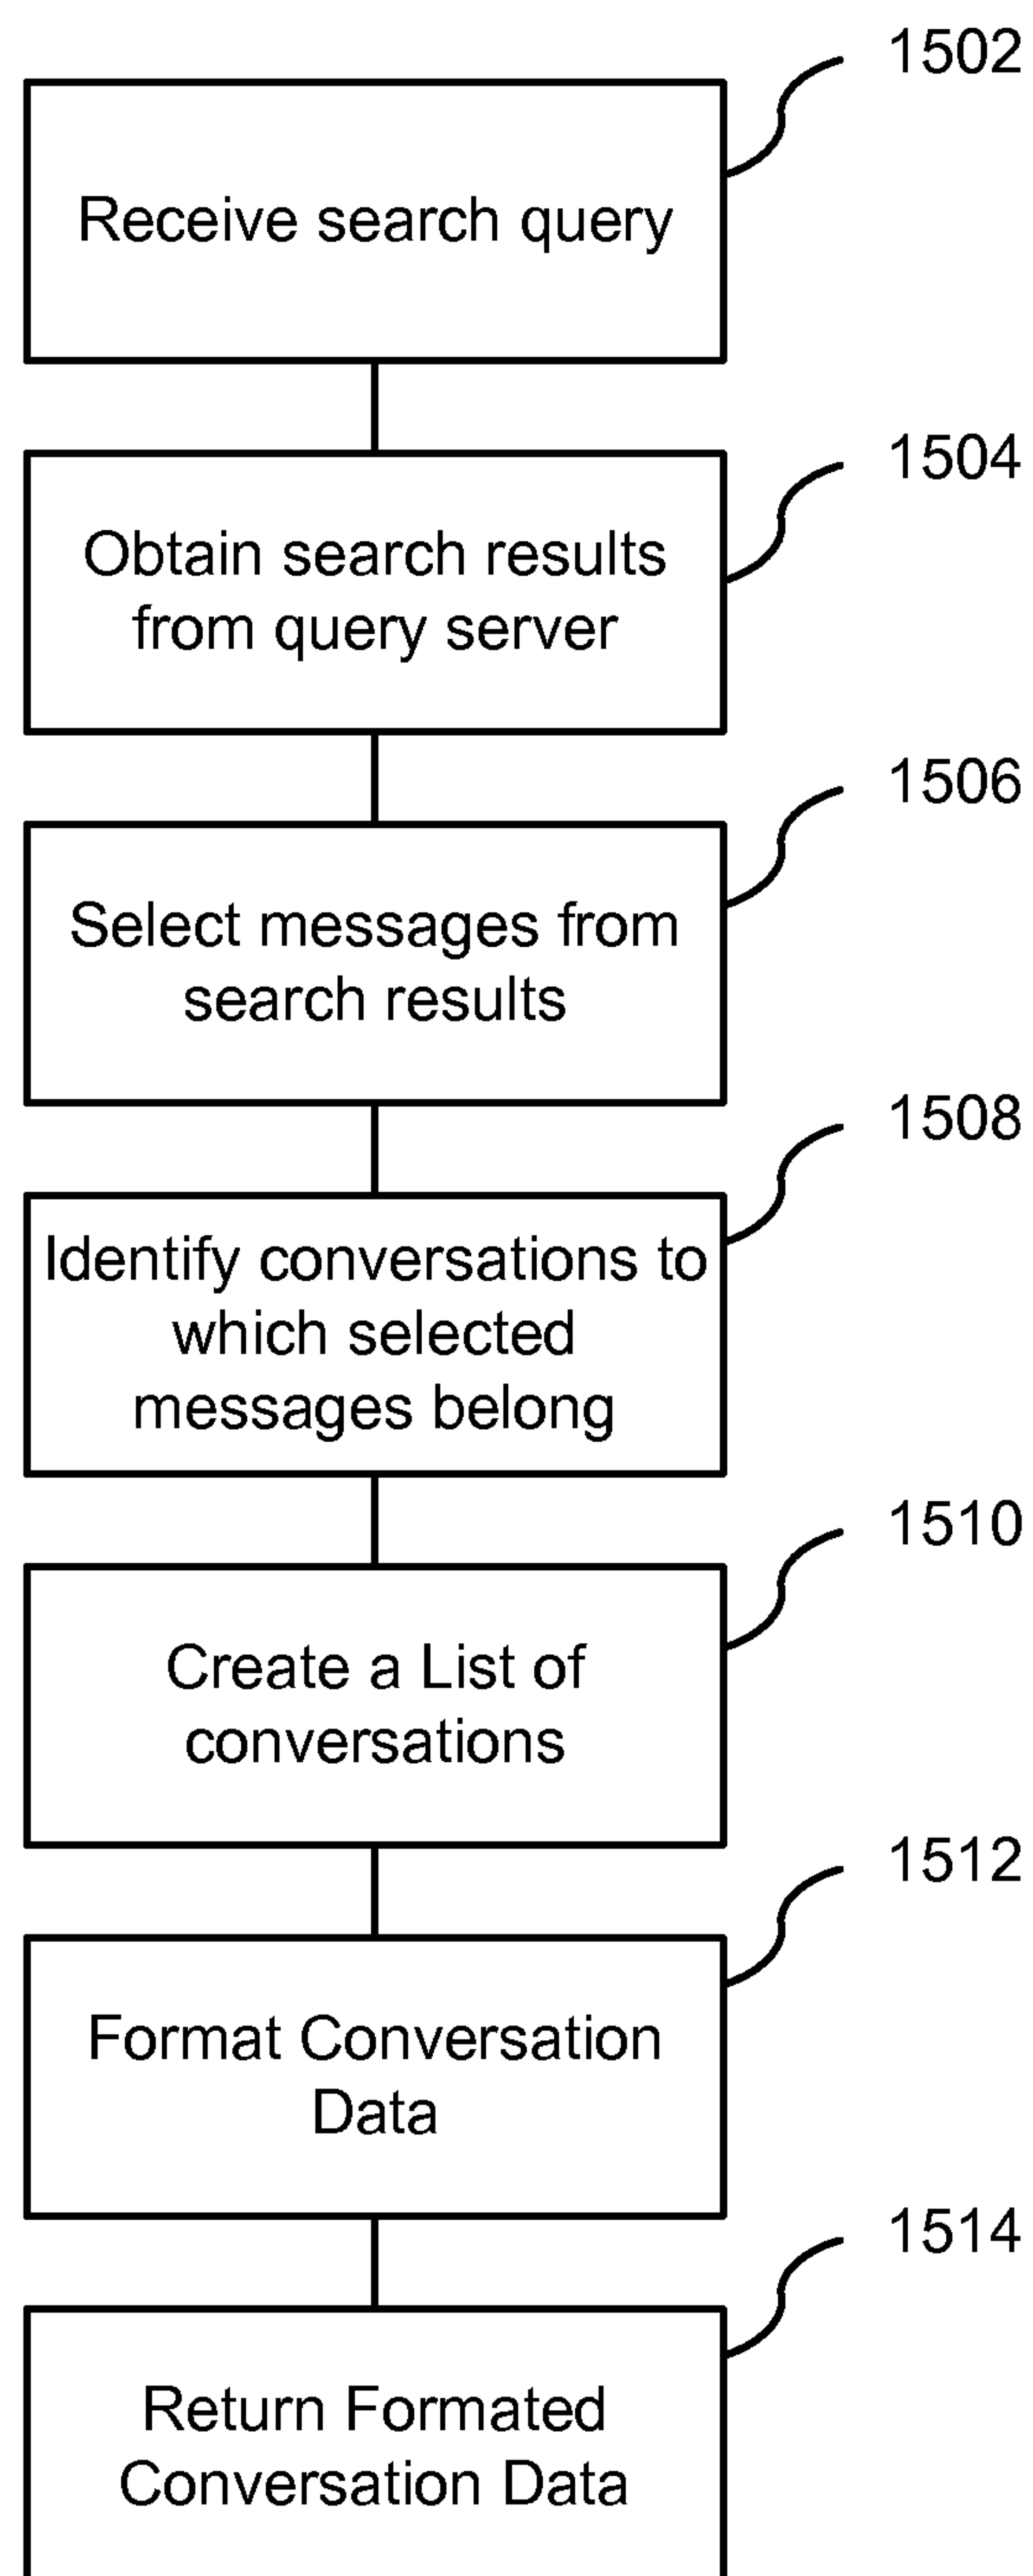 1502
Receive search query
1504
Obtain search results
from query server
1506
Select messages from
search results
1508
Identify conversations to
which selected
messages belong
1510
Create a List of
conversations
1512
Format Conversation
Data
1514
Return Formated
Conversation Data